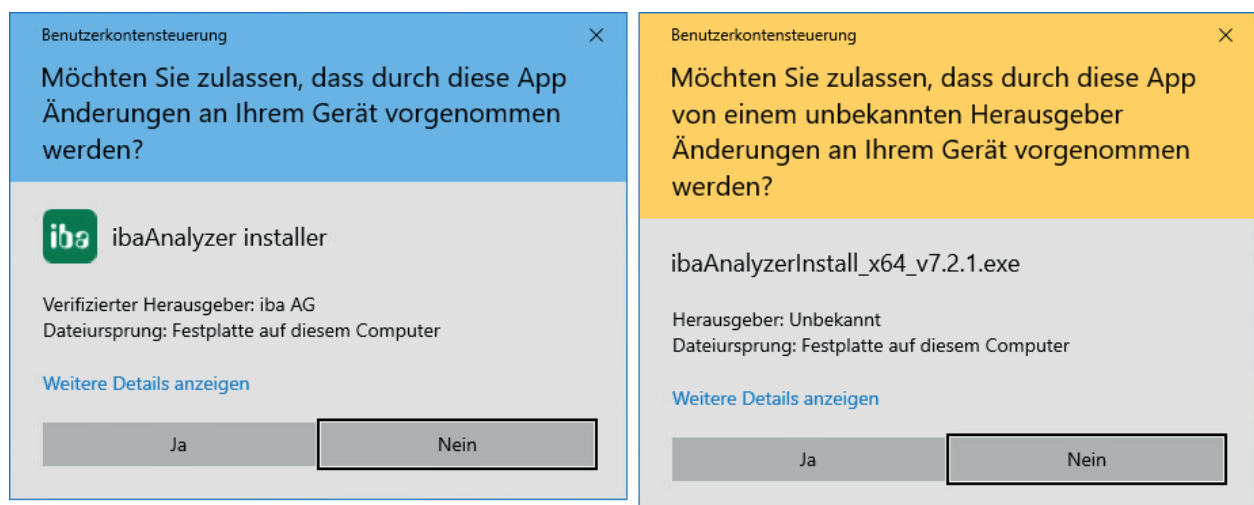 Benutzerkontensteuerung
Möchten Sie zulassen, dass durch diese App
Änderungen an Ihrem Gerät vorgenommen
werden?
iba
ibaAnalyzer installer
Verifizierter Herausgeber: iba AG
Dateiursprung: Festplatte auf diesem Computer
Weitere Details anzeigen
Ja
Nein
Benutzerkontensteuerung
Möchten Sie zulassen, dass durch diese App
von einem unbekannten Herausgeber
Änderungen an Ihrem Gerät vorgenommen
werden?
ibaAnalyzerInstall_x64_v7.2.1.exe
Herausgeber: Unbekannt
Dateiursprung: Festplatte auf diesem Computer
Weitere Details anzeigen
Ja
Nein